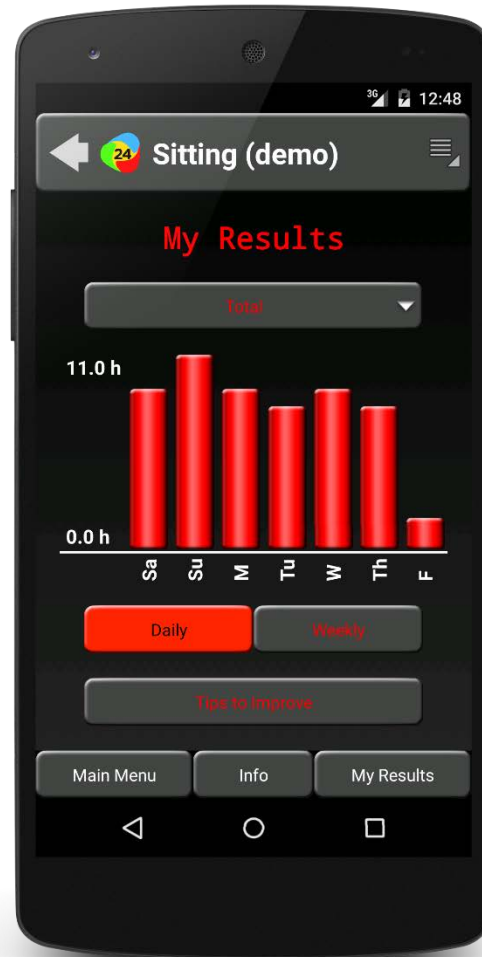 3G 12:48
24 Sitting (demo)
My Results
Total
11.0 h
0.0 h
Sa Su M Tu W Th F
Daily Weekly
Tips to Improve
Main Menu Info My Results